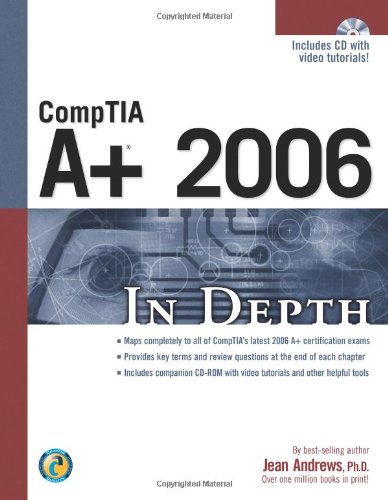 Copyrighted Material
Includes CD with
video tutorials!
CompTIA
A+® 2006
IN DEPTH
Maps completely to all of CompTIA's latest 2006 A+ certification exams
Provides key terms and review questions at the end of each chapter
Includes companion CD-ROM with video tutorials and other helpful tools
By best-selling author
Jean Andrews, Ph.D.
Over one million books in print!
Copyrighted Material